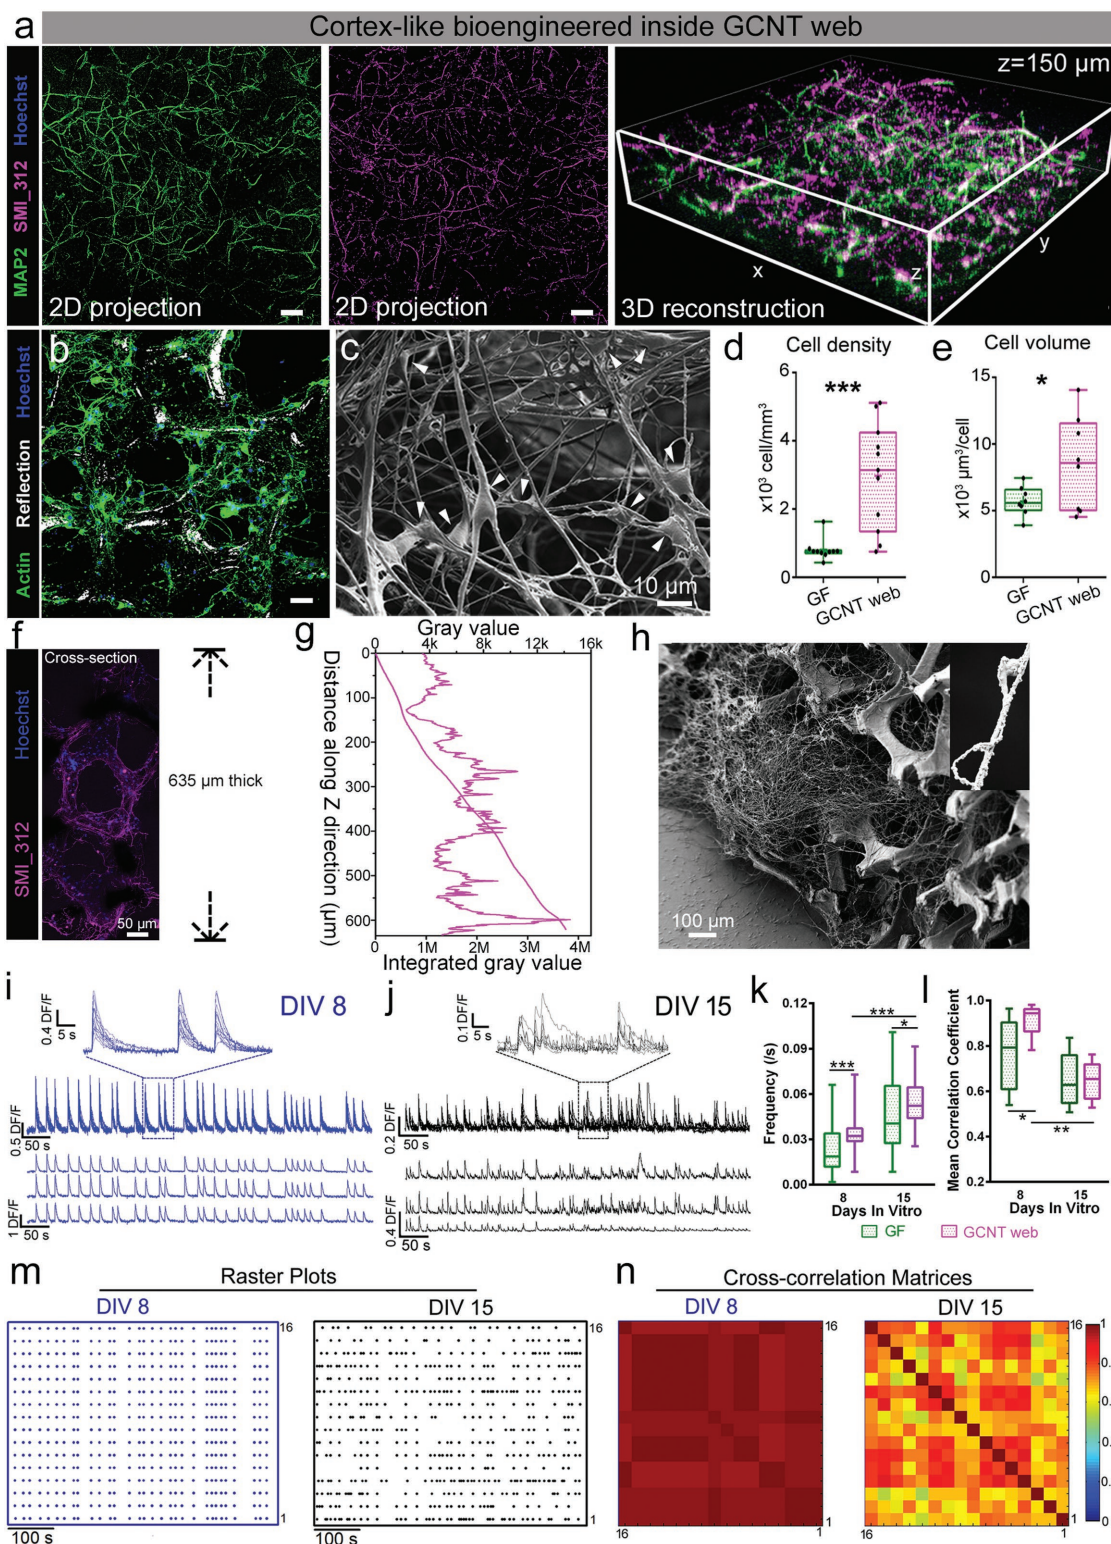 a
Cortex-like bioengineered inside GCNT web
MAP2 SMI_312 Hoechst
2D projection
2D projection
z=150 µm
x
y
z
3D reconstruction
Actin Reflection Hoechst
b
c
10 µm
d
Cell density
x10³ cell/mm³
6
4
2
0
***
GF
GCNT web
e
Cell volume
x10³ µm³/cell
15
10
5
0
*
GF
GCNT web
f
SMI_312 Hoechst
Cross-section
50 µm
635 µm thick
g
Gray value
0 4k 8k 12k 16k
Distance along Z direction (µm)
0
100
200
300
400
500
600
0 1M 2M 3M 4M
Integrated gray value
h
100 µm
i
DIV 8
0.4 DF/F
5 s
0.5 DF/F
50 s
1 DF/F
50 s
j
DIV 15
0.1 DF/F
5 s
0.2 DF/F
50 s
0.4 DF/F
50 s
k
Frequency (/s)
0.12
0.09
0.06
0.03
0.00
***
***
*
8 15
Days In Vitro
l
Mean Correlation Coefficient
1.0
0.8
0.6
0.4
0.2
*
**
8 15
Days In Vitro
GF
GCNT web
m
Raster Plots
DIV 8
16
1
100 s
DIV 15
16
1
100 s
n
Cross-correlation Matrices
DIV 8
16
16 1
DIV 15
16
1
16 1
1
0